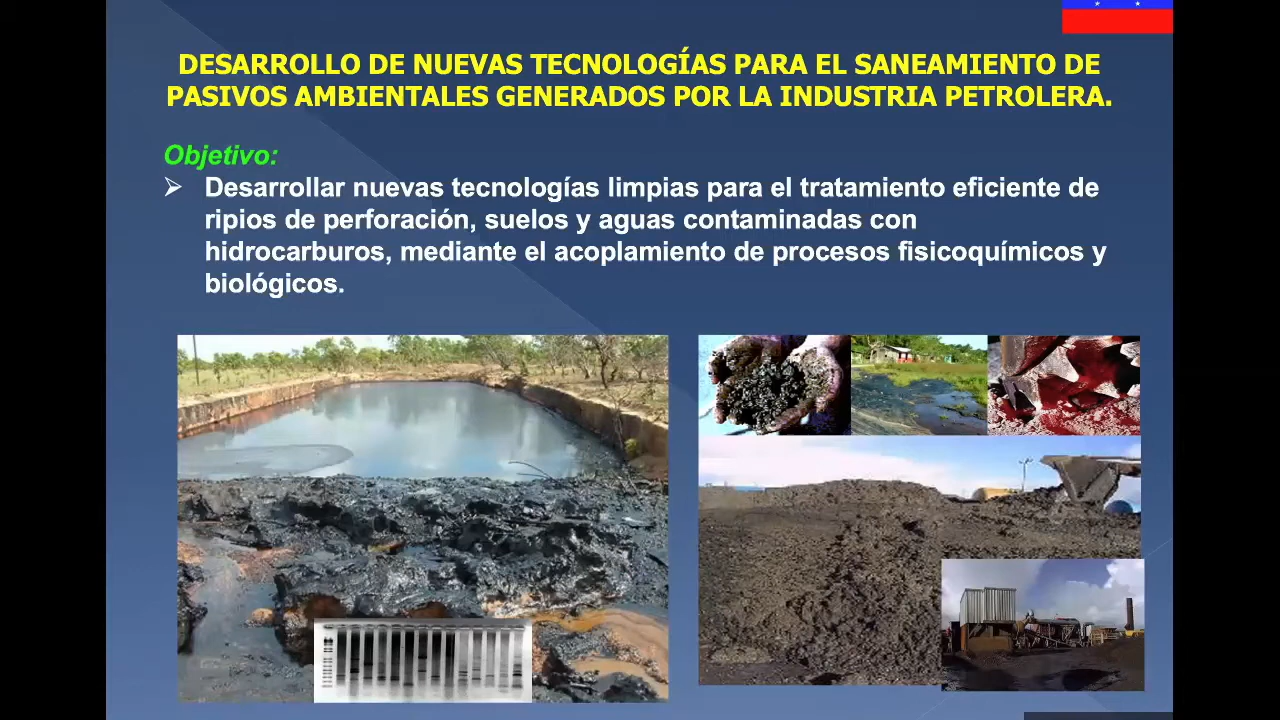 DESARROLLO DE NUEVAS TECNOLOGÍAS PARA EL SANEAMIENTO DE
PASIVOS AMBIENTALES GENERADOS POR LA INDUSTRIA PETROLERA.
Objetivo:
Desarrollar nuevas tecnologías limpias para el tratamiento eficiente de
ripios de perforación, suelos y aguas contaminadas con
hidrocarburos, mediante el acoplamiento de procesos fisicoquímicos y
biológicos.